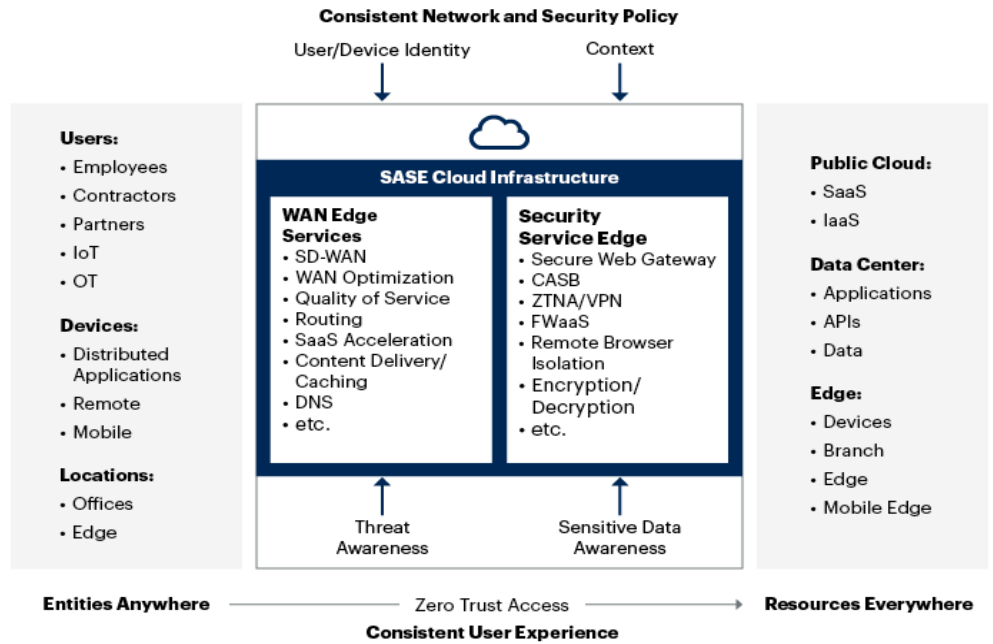 Consistent Network and Security Policy
User/Device Identity
Context
Users:
• Employees
• Contractors
• Partners
• IoT
• OT
Devices:
• Distributed
Applications
• Remote
• Mobile
Locations:
• Offices
• Edge
SASE Cloud Infrastructure
WAN Edge
Services
• SD-WAN
• WAN Optimization
• Quality of Service
• Routing
• SaaS Acceleration
• Content Delivery/
Caching
• DNS
• etc.
Security
Service Edge
• Secure Web Gateway
• CASB
• ZTNA/VPN
• FWaaS
• Remote Browser
Isolation
• Encryption/
Decryption
• etc.
Threat
Awareness
Sensitive Data
Awareness
Public Cloud:
• SaaS
• IaaS
Data Center:
• Applications
• APIs
• Data
Edge:
• Devices
• Branch
• Edge
• Mobile Edge
Entities Anywhere
Zero Trust Access
Resources Everywhere
Consistent User Experience